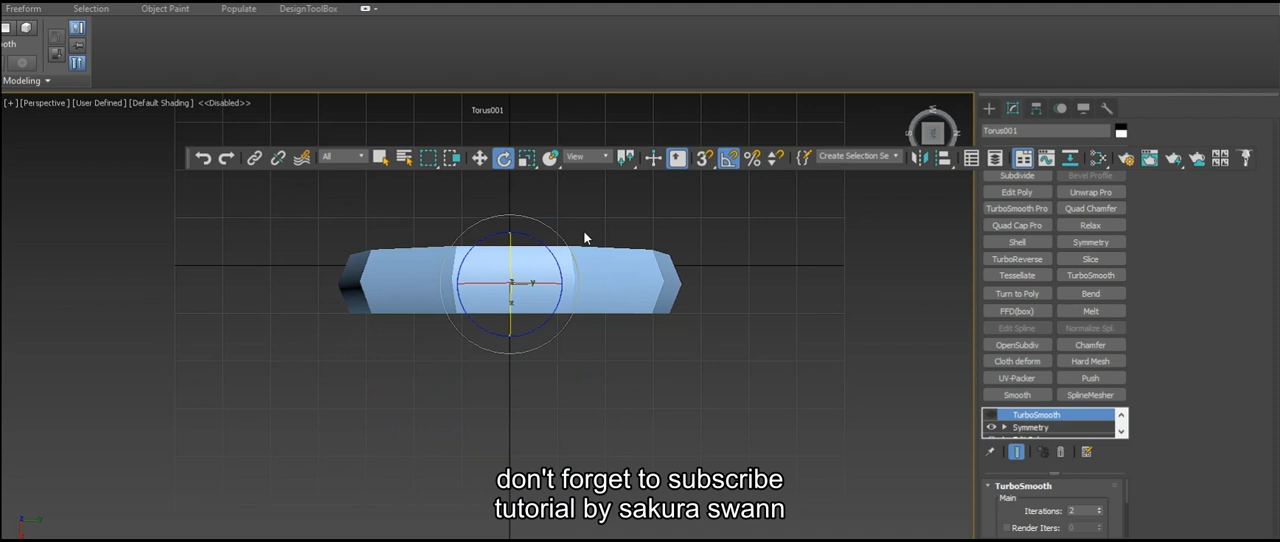 Freeform Selection Object Paint Populate DesignToolBox
Modeling
[+] [Perspective] [User Defined] [Default Shading] <<Disabled>>
Torus001
Torus001
All View Create Selection Se
Subdivide Bevel Profile
Edit Poly Unwrap Pro
TurboSmooth Pro Quad Chamfer
Quad Cap Pro Relax
Shell Symmetry
TurboReverse Slice
Tessellate TurboSmooth
Turn to Poly Bend
FFD(box) Melt
Edit Spline Normalize Spl.
OpenSubdiv Chamfer
Cloth deform Hard Mesh
UV-Packer Push
Smooth SplineMesher
TurboSmooth
Symmetry
TurboSmooth
Main
Iterations: 2
Render Iters: 0
don't forget to subscribe
tutorial by sakura swann